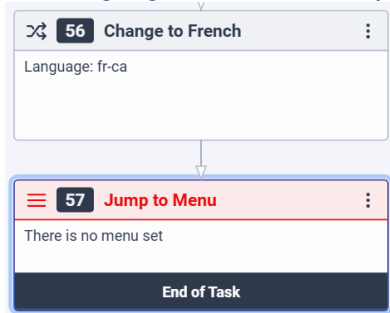 56 Change to French
Language: fr-ca
57 Jump to Menu
There is no menu set
End of Task